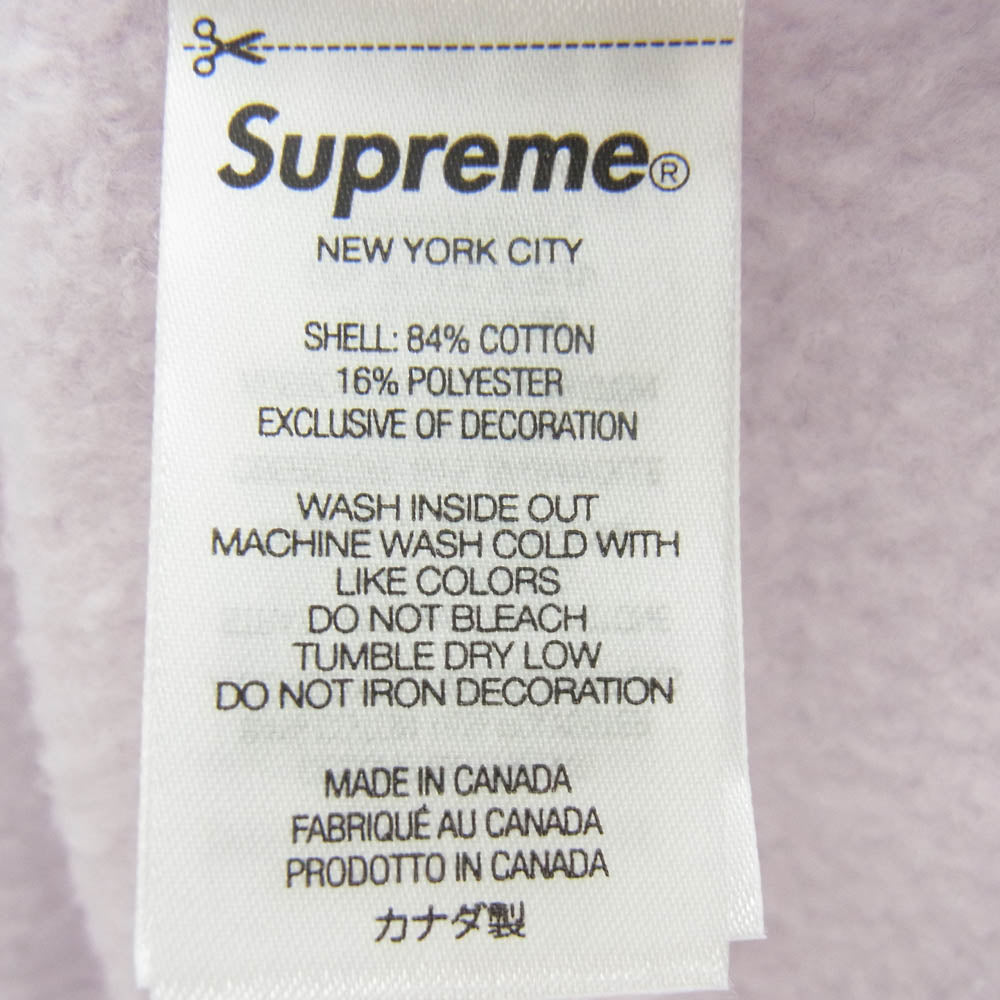 Supreme®
NEW YORK CITY
SHELL: 84% COTTON
16% POLYESTER
EXCLUSIVE OF DECORATION
WASH INSIDE OUT
MACHINE WASH COLD WITH
LIKE COLORS
DO NOT BLEACH
TUMBLE DRY LOW
DO NOT IRON DECORATION
MADE IN CANADA
FABRIQUÉ AU CANADA
PRODOTTO IN CANADA
カナダ製